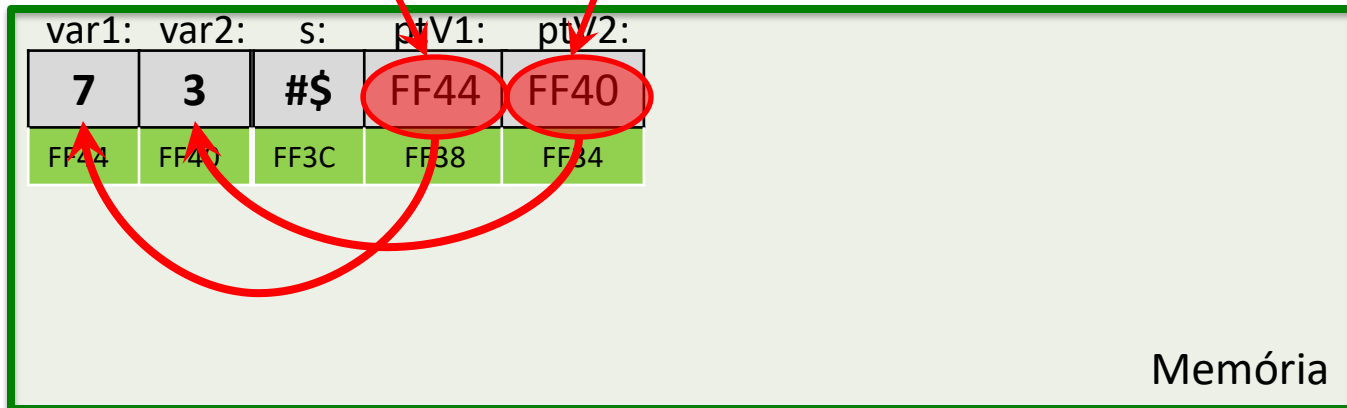 var1: var2: s: ptV1: ptV2:
7 3 #$ FF44 FF40
FF44 FF40 FF3C FF38 FF34
Memória